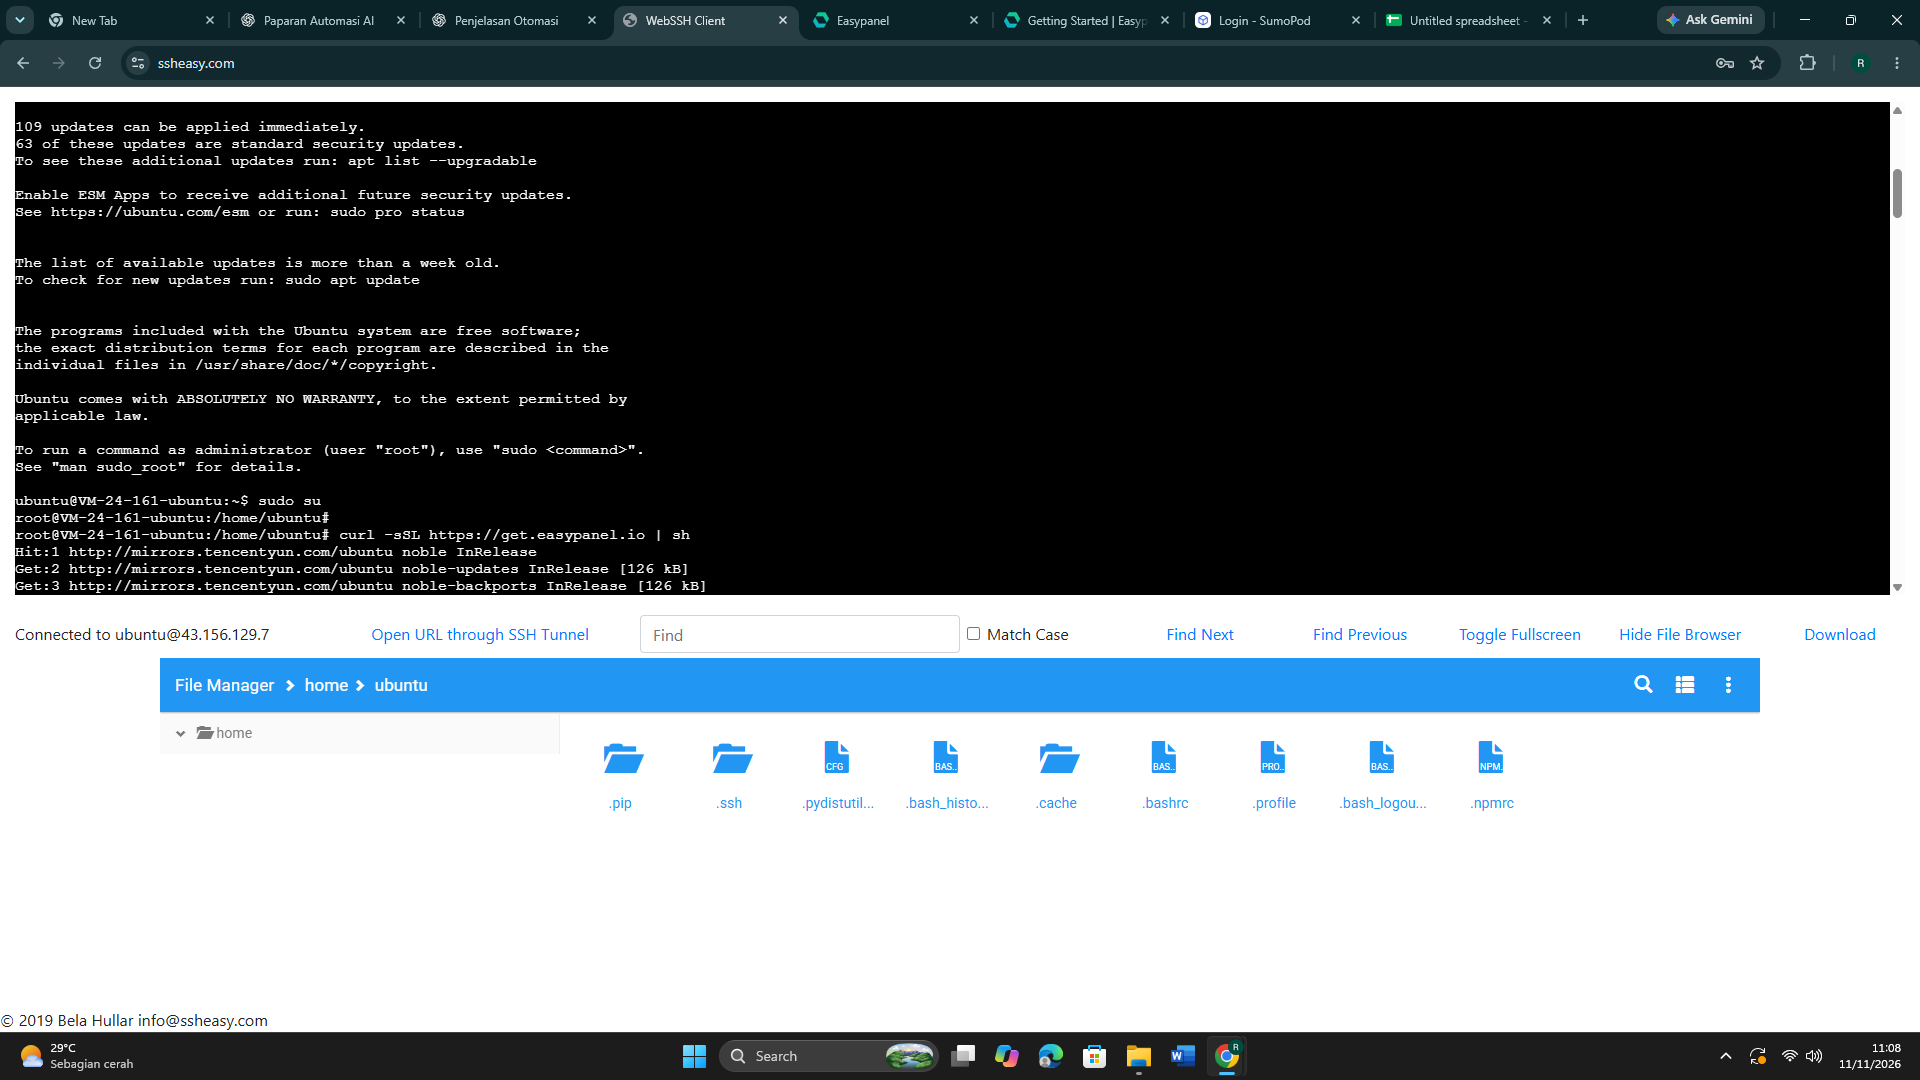 New Tab
Paparan Automasi AI
Penjelasan Otomasi
WebSSH Client
Easypanel
Getting Started | Easyp
Login - SumoPod
Untitled spreadsheet -
Ask Gemini
ssheasy.com
R
109 updates can be applied immediately.
63 of these updates are standard security updates.
To see these additional updates run: apt list --upgradable
Enable ESM Apps to receive additional future security updates.
See https://ubuntu.com/esm or run: sudo pro status
The list of available updates is more than a week old.
To check for new updates run: sudo apt update
The programs included with the Ubuntu system are free software;
the exact distribution terms for each program are described in the
individual files in /usr/share/doc/*/copyright.
Ubuntu comes with ABSOLUTELY NO WARRANTY, to the extent permitted by
applicable law.
To run a command as administrator (user "root"), use "sudo <command>".
See "man sudo_root" for details.
ubuntu@VM-24-161-ubuntu:~$ sudo su
root@VM-24-161-ubuntu:/home/ubuntu#
root@VM-24-161-ubuntu:/home/ubuntu# curl -sSL https://get.easypanel.io | sh
Hit:1 http://mirrors.tencentyun.com/ubuntu noble InRelease
Get:2 http://mirrors.tencentyun.com/ubuntu noble-updates InRelease [126 kB]
Get:3 http://mirrors.tencentyun.com/ubuntu noble-backports InRelease [126 kB]
Connected to ubuntu@43.156.129.7
Open URL through SSH Tunnel
Find
Match Case
Find Next
Find Previous
Toggle Fullscreen
Hide File Browser
Download
File Manager > home > ubuntu
home
CFG
BAS..
BAS..
PRO..
BAS..
NPM.
.pip
.ssh
.pydistutil...
.bash_histo...
.cache
.bashrc
.profile
.bash_logou...
.npmrc
© 2019 Bela Hullar info@ssheasy.com
29°C
Sebagian cerah
Search
R
11:08
11/11/2026